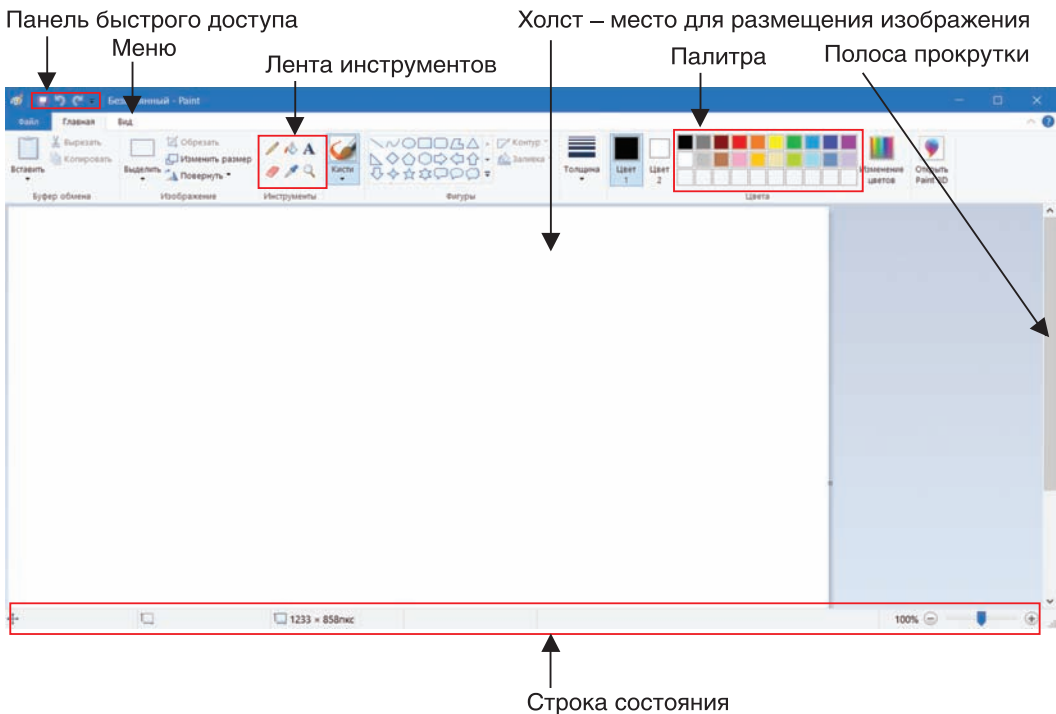 Панель быстрого доступа
Холст – место для размещения изображения
Меню
Палитра
Полоса прокрутки
Лента инструментов
Paint
Файл
Главная
Вид
Вставить
Вырезать
Копировать
Буфер обмена
Выделить
Обрезать
Изменить размер
Повернуть
Изображение
A
Инструменты
Кисти
Контур
Заливка
Фигуры
Толщина
Цвет
1
Цвет
2
Цвета
Изменение
цветов
Открыть
Paint 3D
1233 × 858пкс
100%
Строка состояния